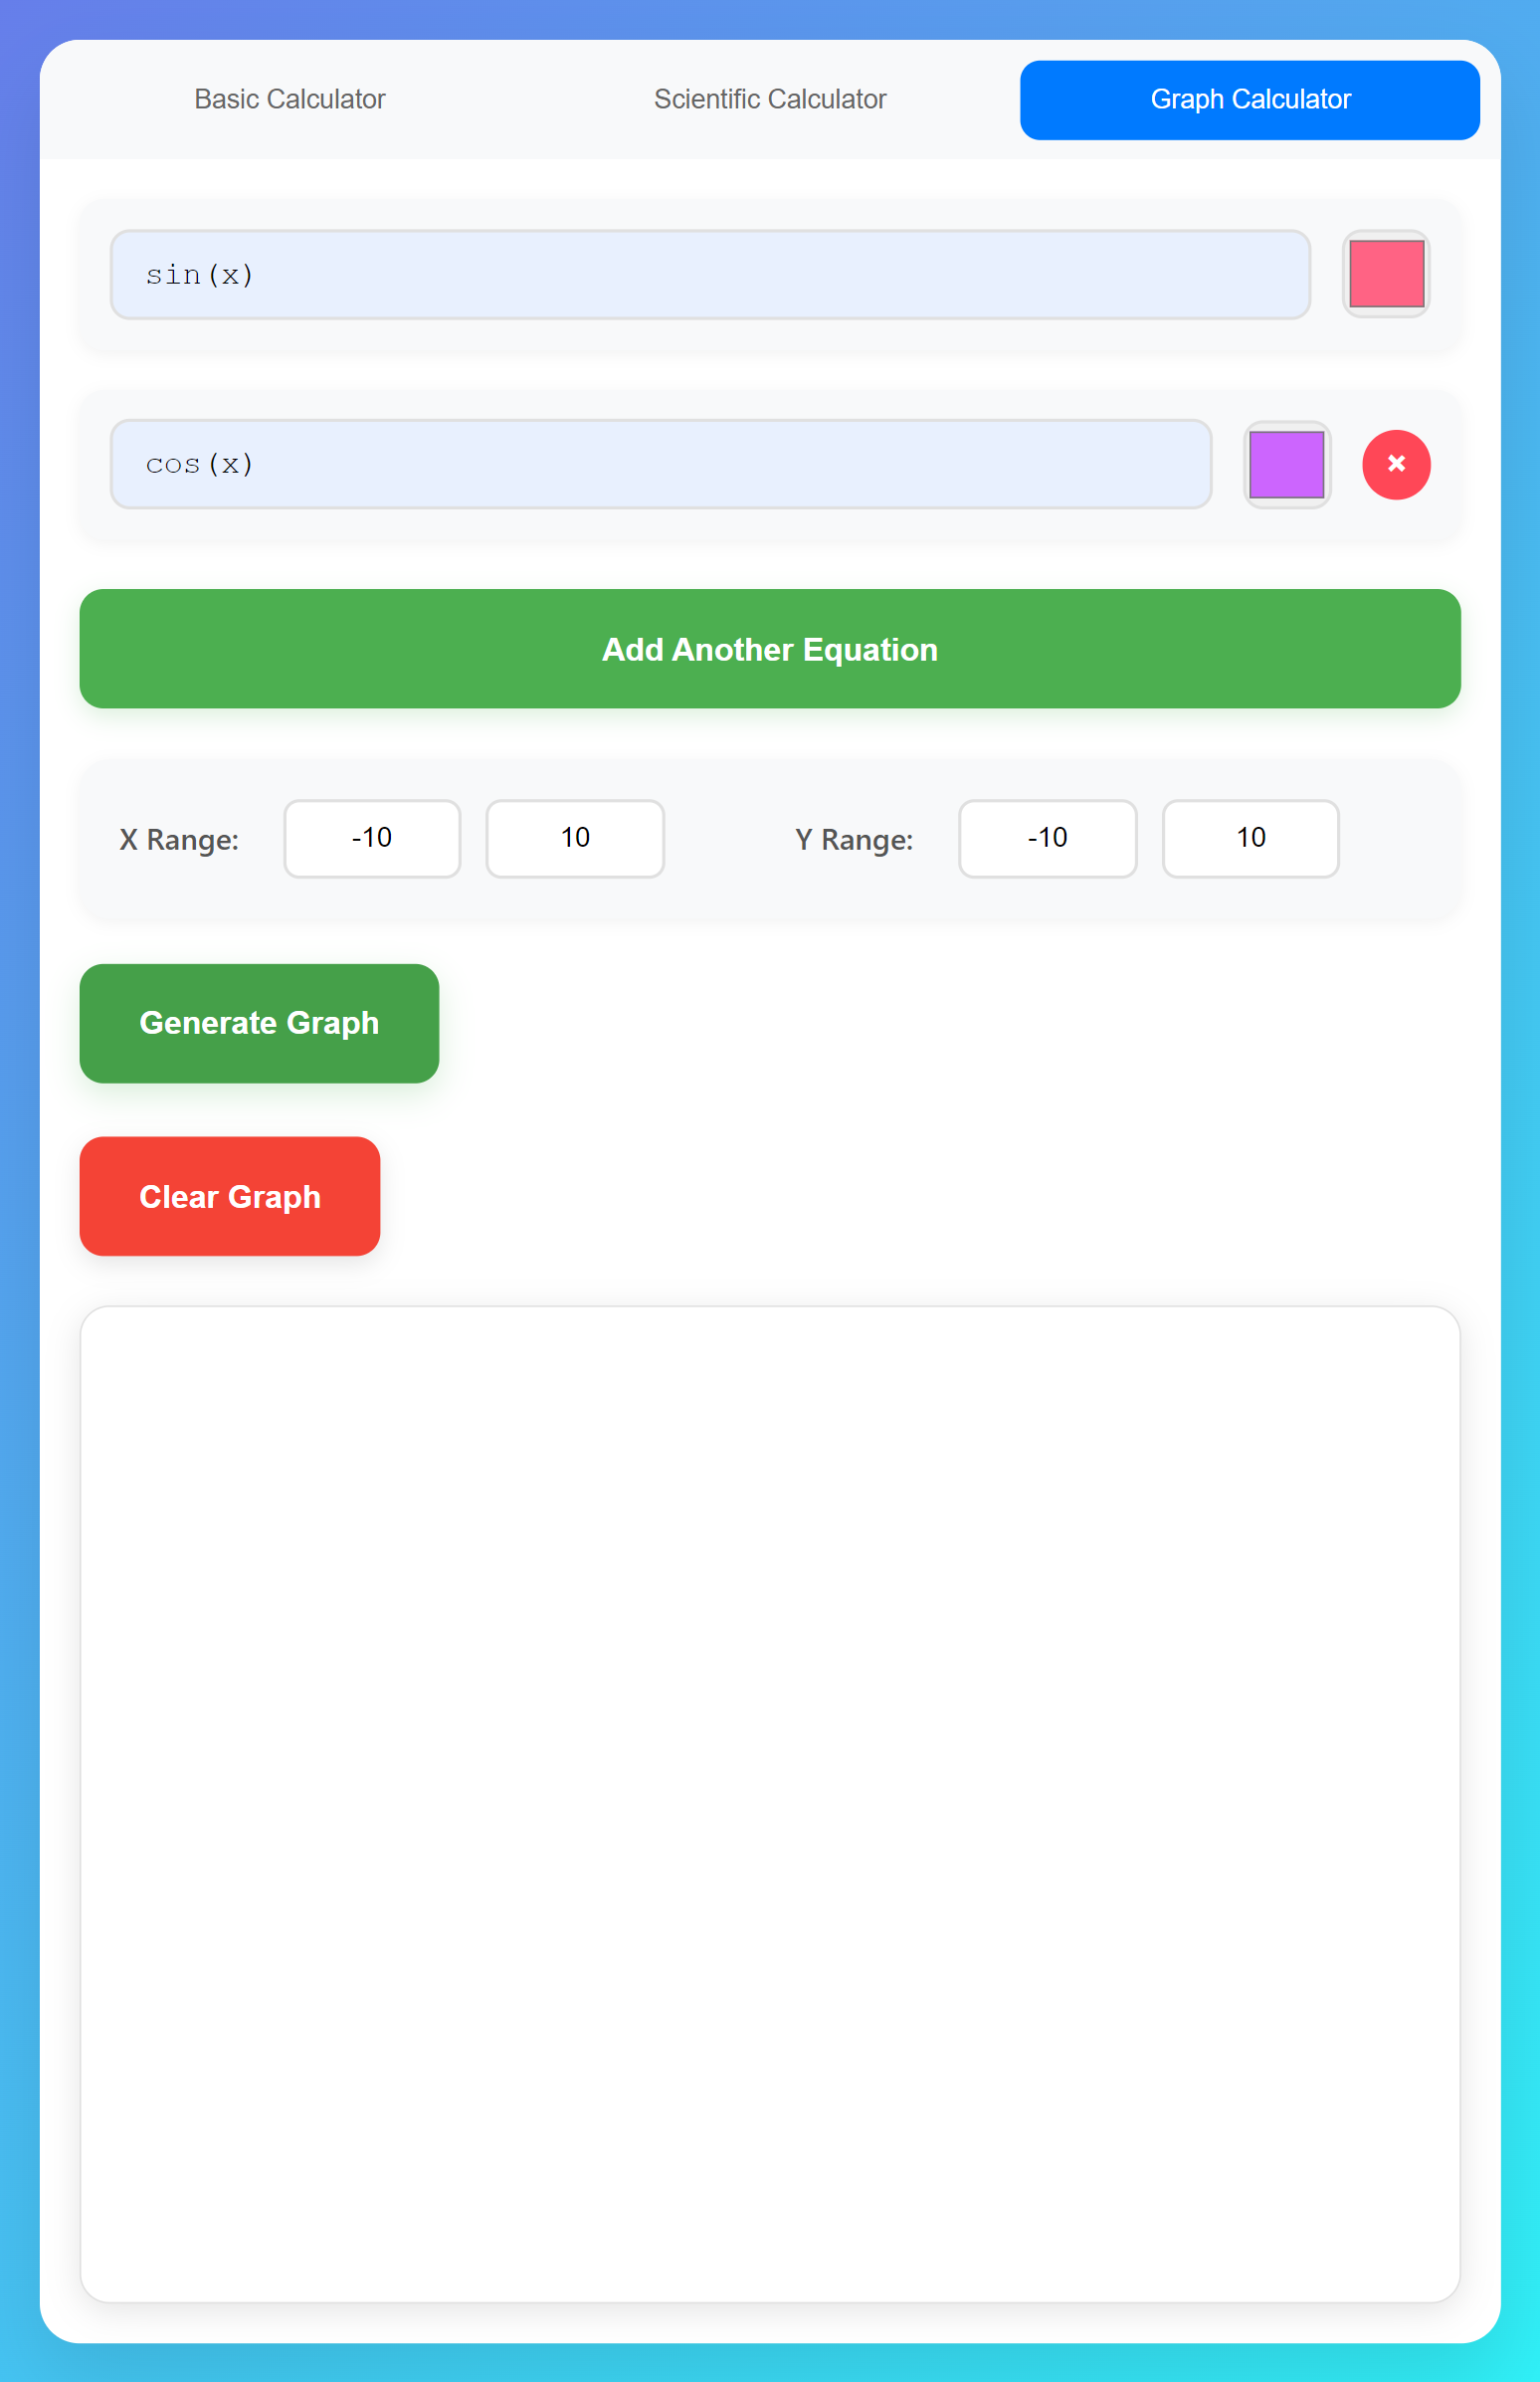 Basic Calculator Scientific Calculator Graph Calculator
sin(x)
cos(x) ×
Add Another Equation
X Range: -10 10 Y Range: -10 10
Generate Graph
Clear Graph